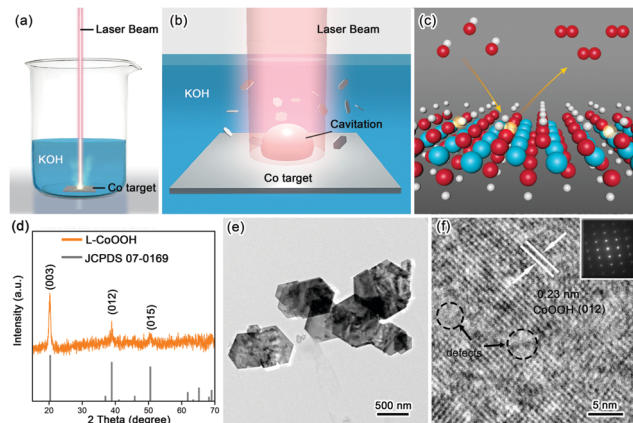 (a)
Laser Beam
KOH
Co target
(b)
Laser Beam
KOH
Cavitation
Co target
(c)
(d)
L-CoOOH
JCPDS 07-0169
(003)
(012)
(015)
Intensity (a.u.)
20
30
40
50
60
70
2 Theta (degree)
(e)
500 nm
(f)
0.23 nm
CoOOH (012)
defects
5 nm